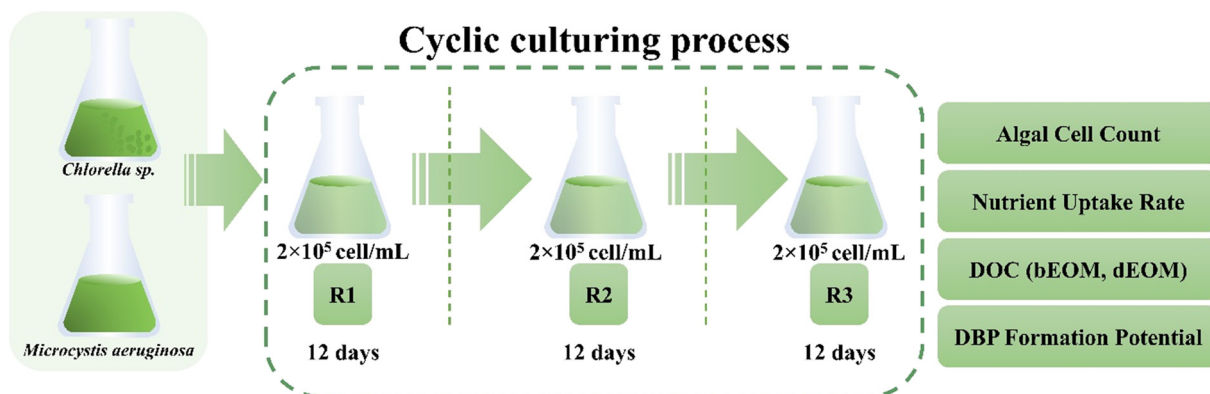 Cyclic culturing process
Chlorella sp.
Microcystis aeruginosa
2×10⁵ cell/mL
R1
12 days
2×10⁵ cell/mL
R2
12 days
2×10⁵ cell/mL
R3
12 days
Algal Cell Count
Nutrient Uptake Rate
DOC (bEOM, dEOM)
DBP Formation Potential